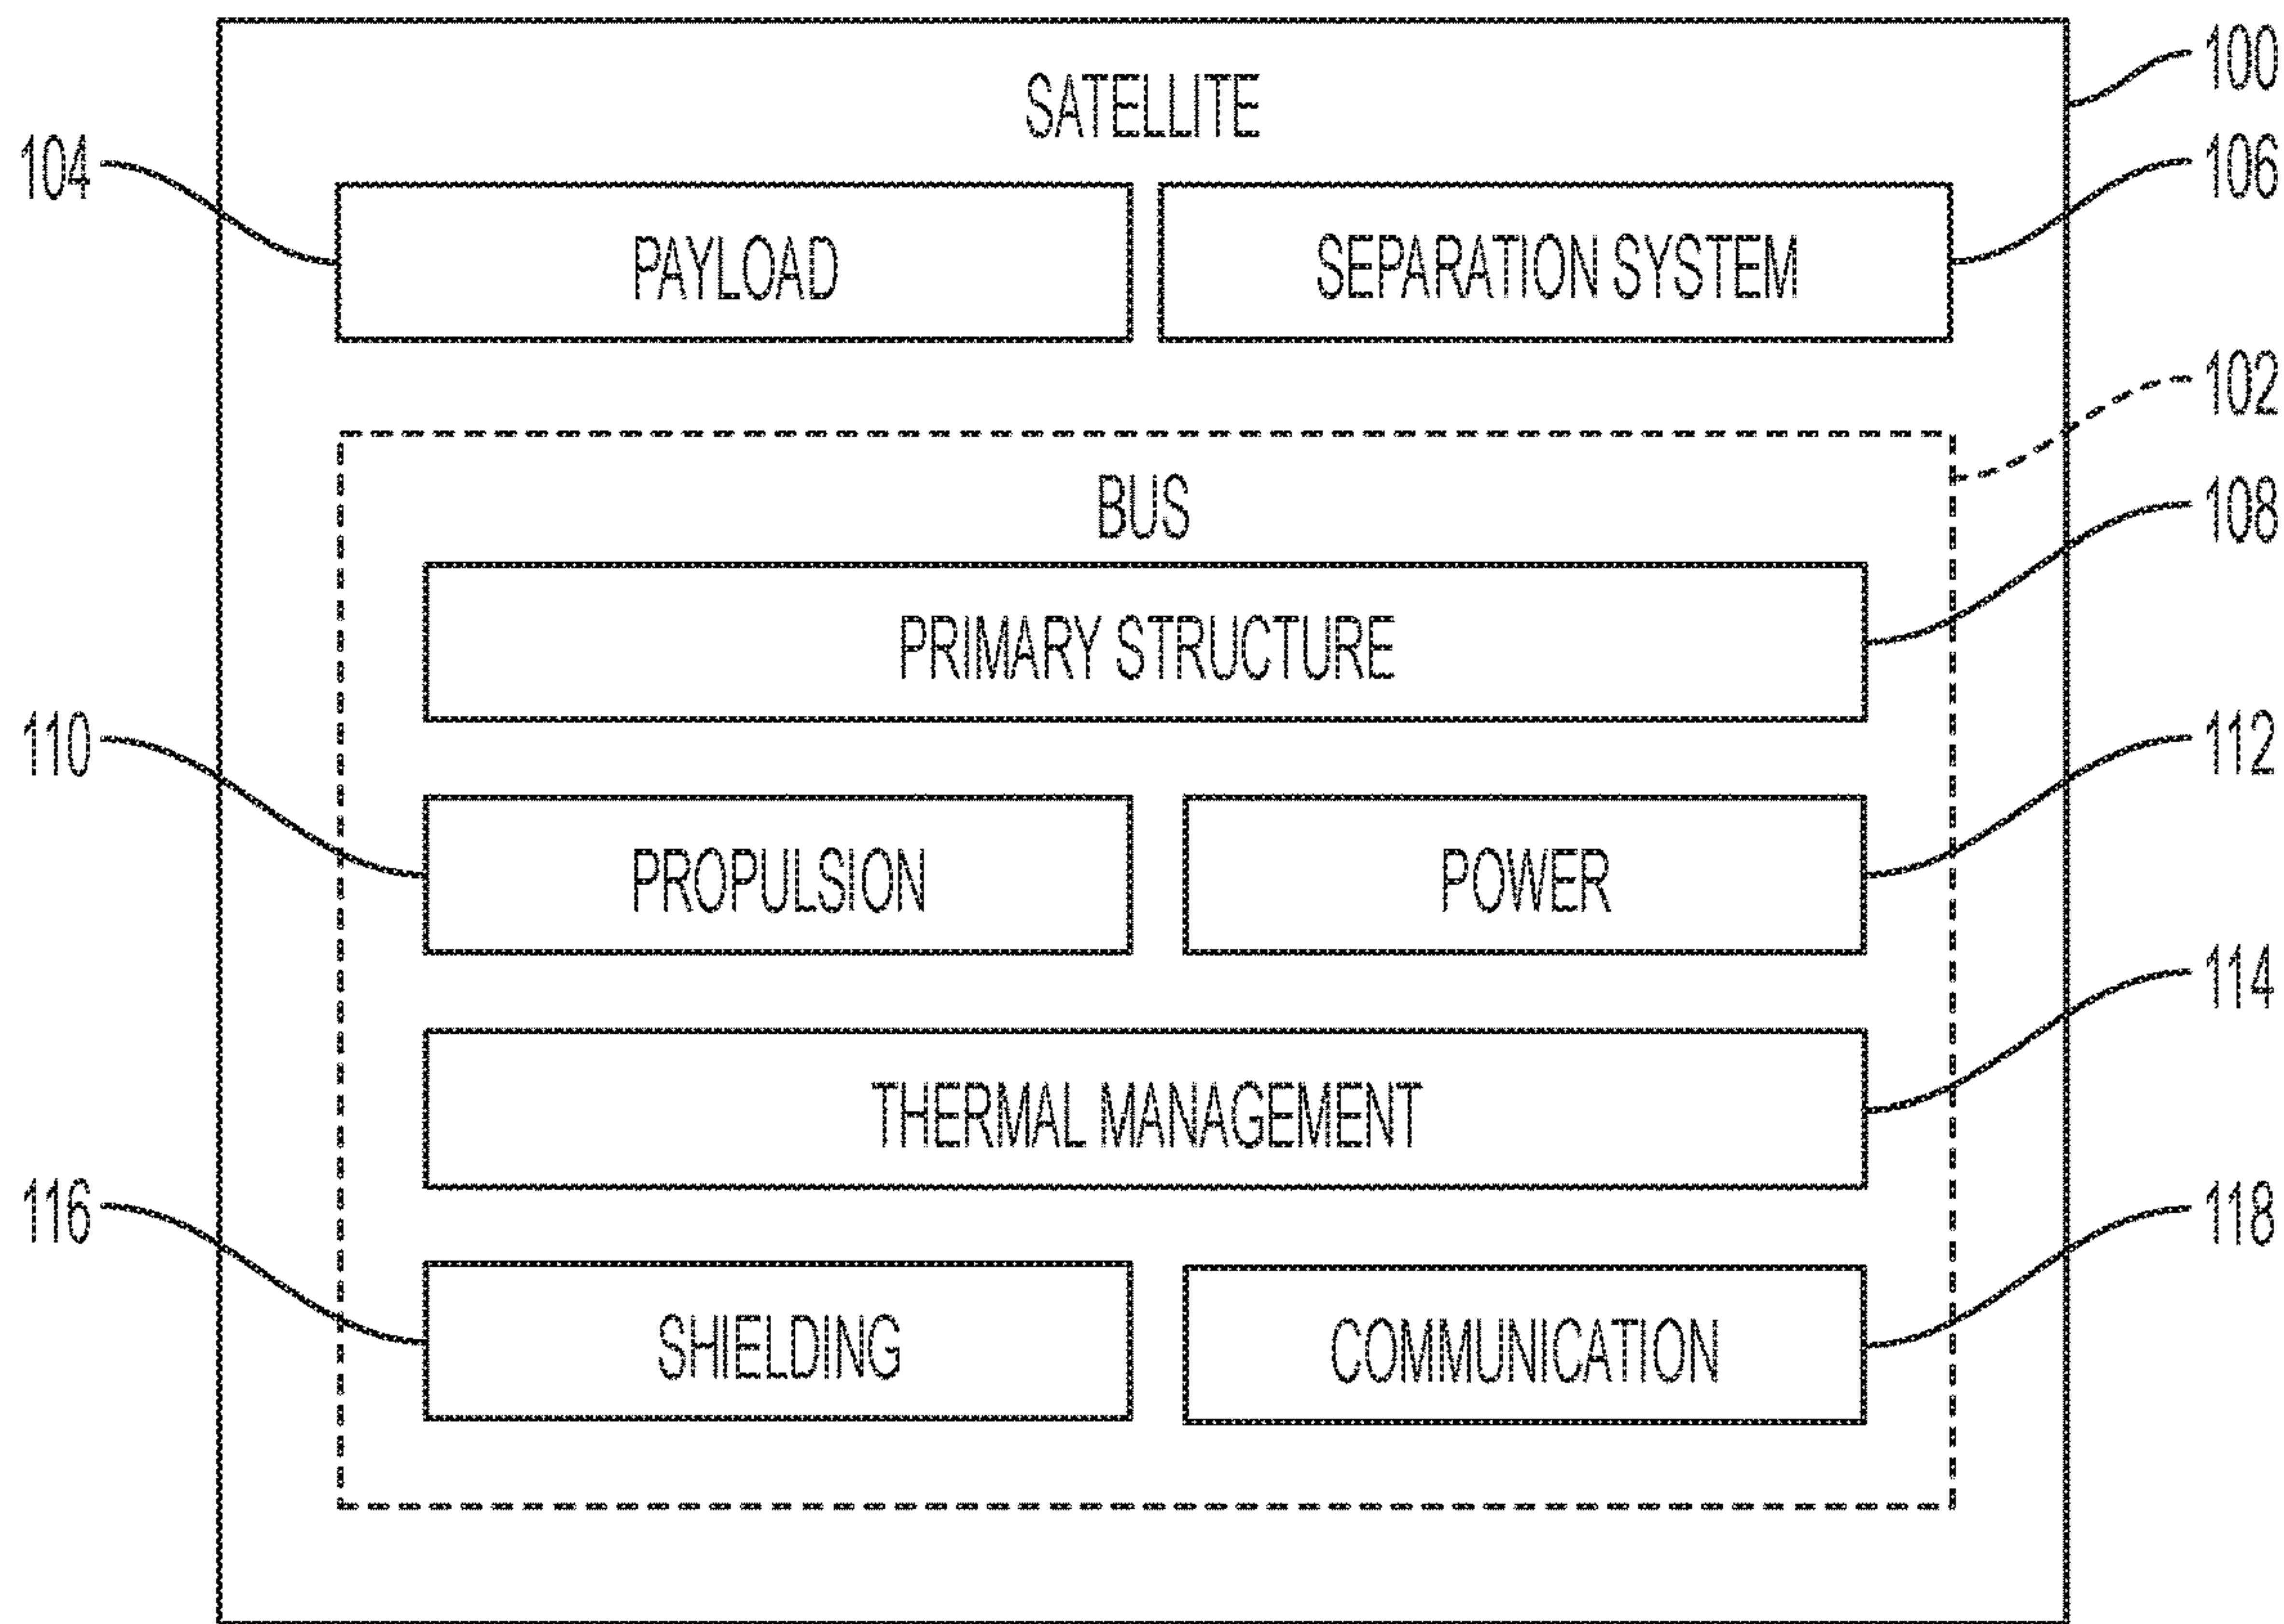 SATELLITE
100
104
PAYLOAD
SEPARATION SYSTEM
106
102
BUS
108
PRIMARY STRUCTURE
110
PROPULSION
POWER
112
114
THERMAL MANAGEMENT
116
SHIELDING
COMMUNICATION
118